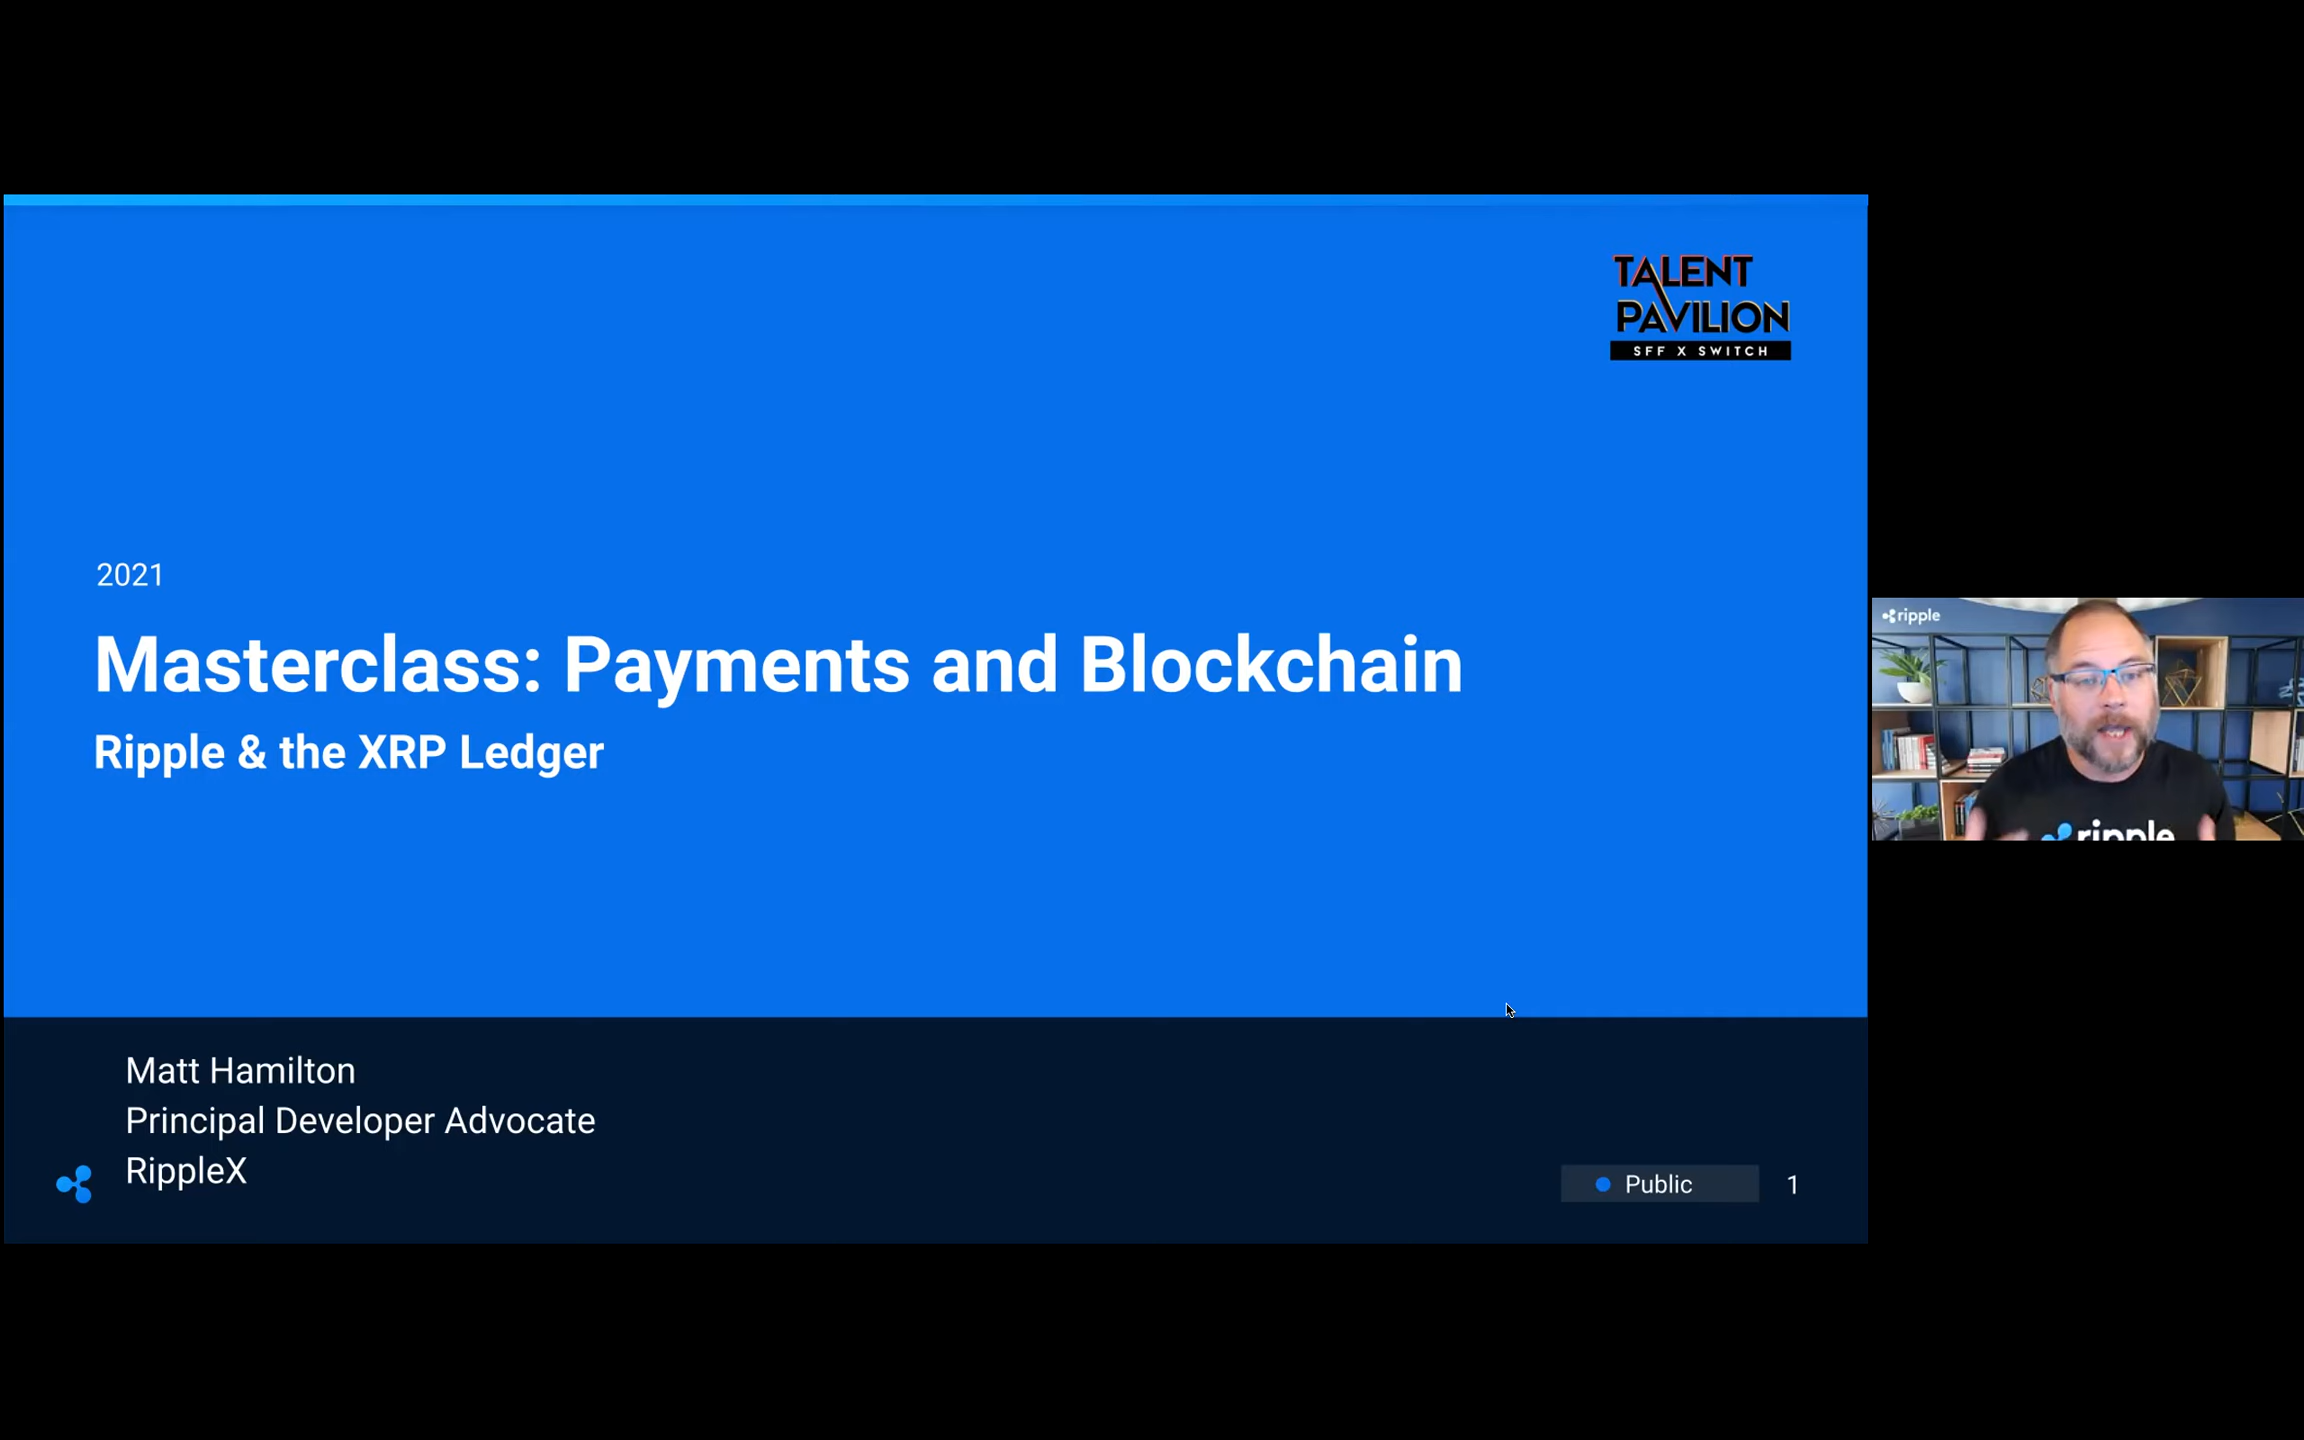 TALENT
PAVILION
SFF X SWITCH
2021
Masterclass: Payments and Blockchain
Ripple & the XRP Ledger
ripple
ripple
Matt Hamilton
Principal Developer Advocate
RippleX
Public
1